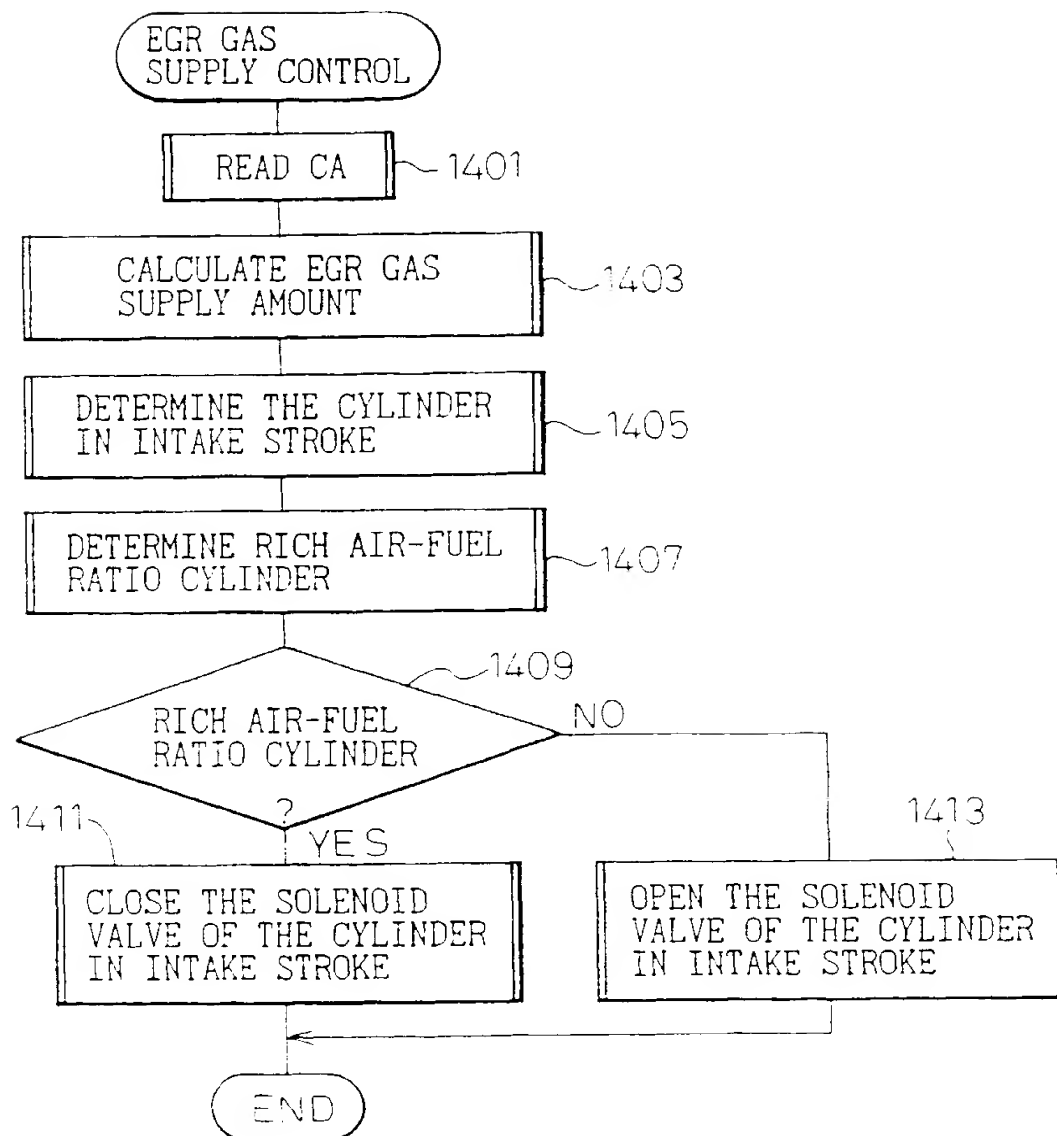 EGR GAS
SUPPLY CONTROL
READ CA
1401
CALCULATE EGR GAS
SUPPLY AMOUNT
1403
DETERMINE THE CYLINDER
IN INTAKE STROKE
1405
DETERMINE RICH AIR-FUEL
RATIO CYLINDER
1407
1409
RICH AIR-FUEL
RATIO CYLINDER
?
NO
YES
1411
CLOSE THE SOLENOID
VALVE OF THE CYLINDER
IN INTAKE STROKE
1413
OPEN THE SOLENOID
VALVE OF THE CYLINDER
IN INTAKE STROKE
END